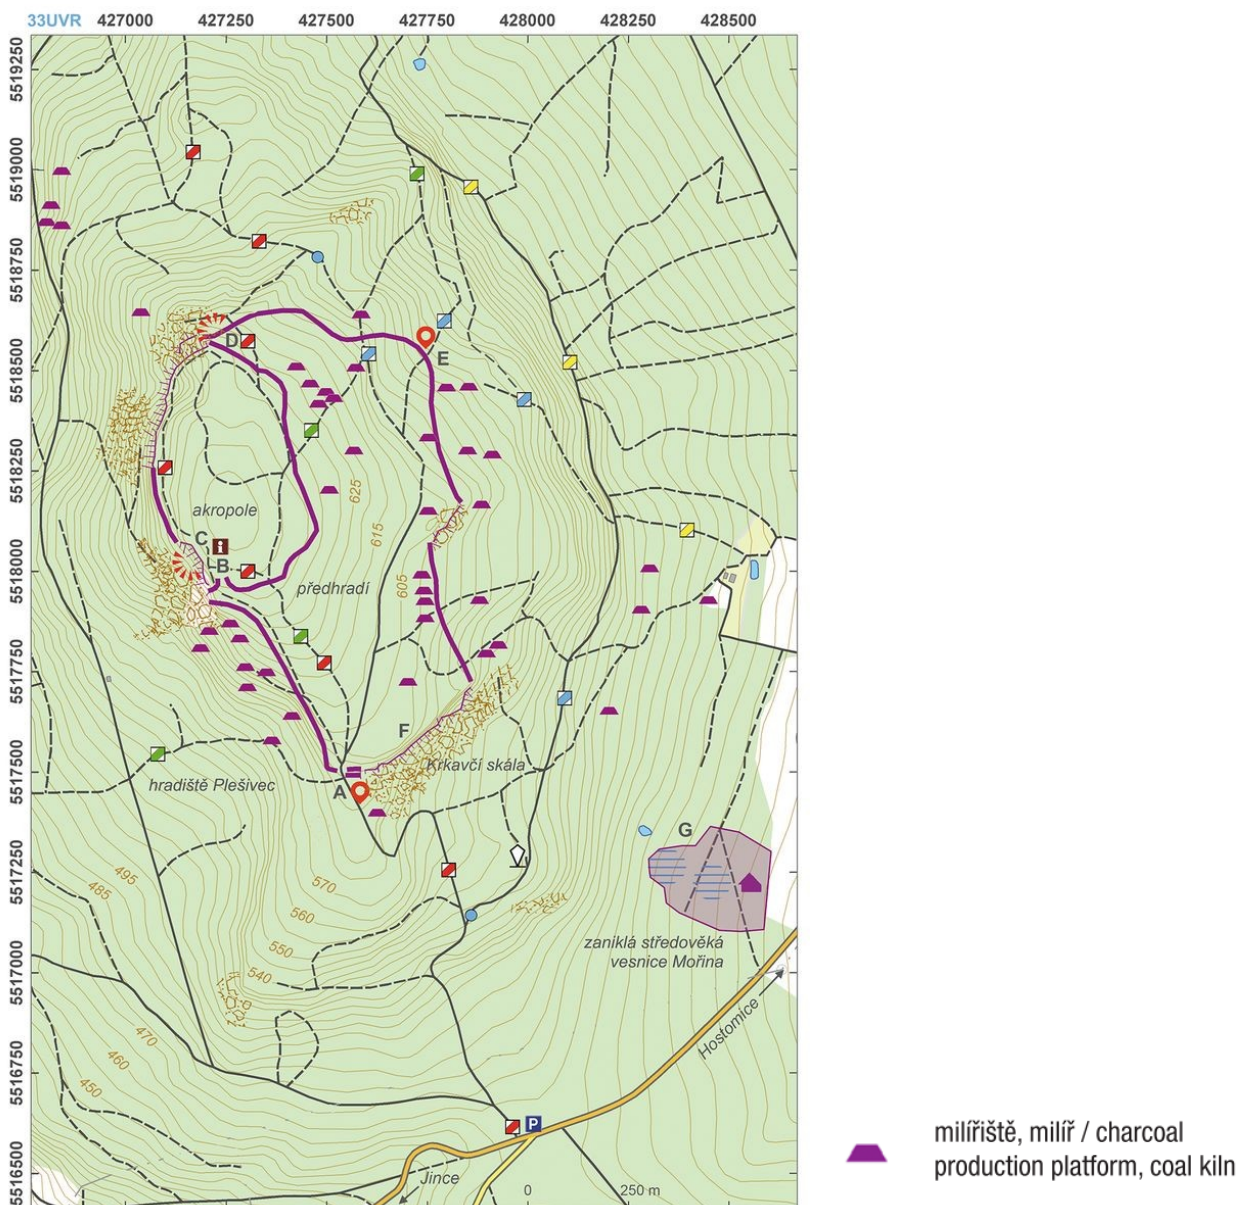 33UVR 427000 427250 427500 427750 428000 428250 428500
5519250
5519000
5518750
5518500
5518250
5518000
5517750
5517500
5517250
5517000
5516750
5516500
D
E
akropole
C
i
B
625
615
605
předhradí
F
Krkavčí skála
hradiště Plešivec
A
G
495
485
570
560
550
540
zaniklá středověká
vesnice Mořina
Hostomice
470
460
450
P
Jince
0 250 m
milířiště, milíř / charcoal
production platform, coal kiln